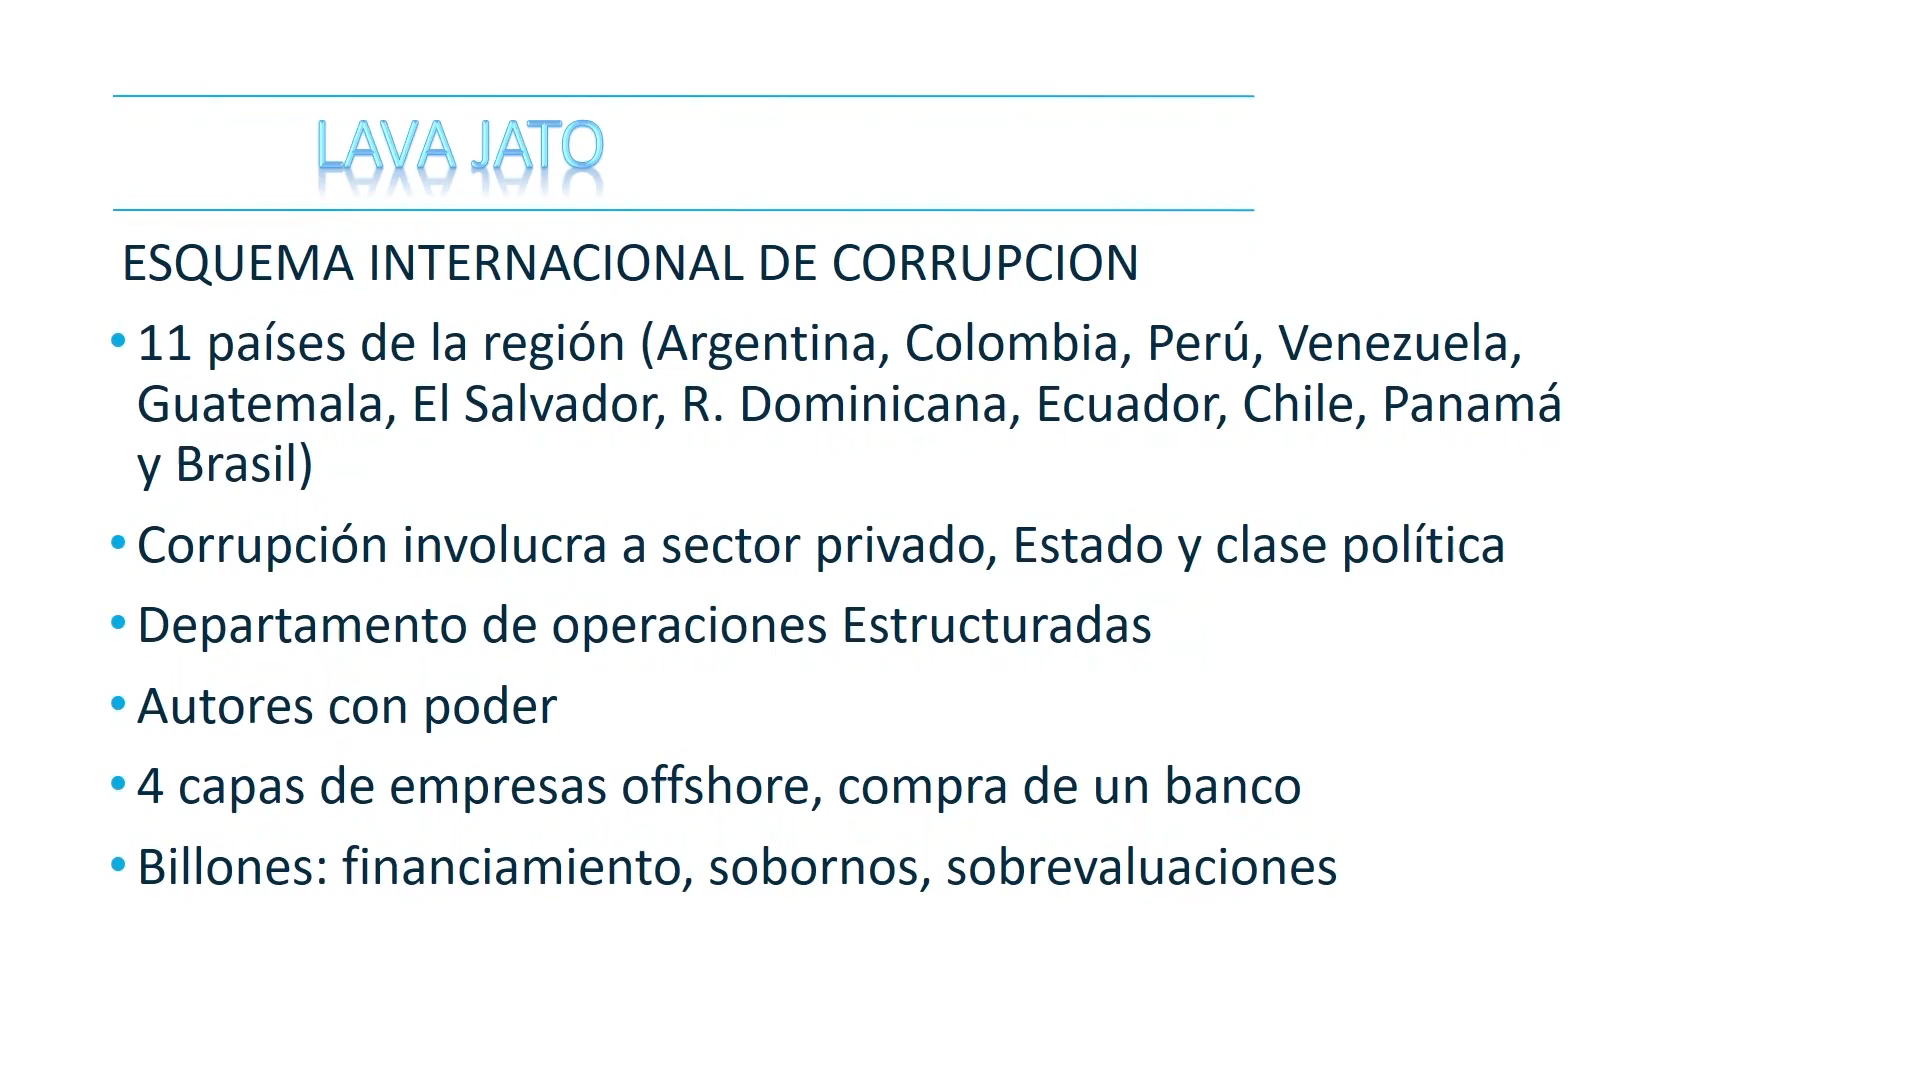 LAVA JATO
ESQUEMA INTERNACIONAL DE CORRUPCION
• 11 países de la región (Argentina, Colombia, Perú, Venezuela,
Guatemala, El Salvador, R. Dominicana, Ecuador, Chile, Panamá
y Brasil)
• Corrupción involucra a sector privado, Estado y clase política
• Departamento de operaciones Estructuradas
• Autores con poder
• 4 capas de empresas offshore, compra de un banco
• Billones: financiamiento, sobornos, sobrevaluaciones